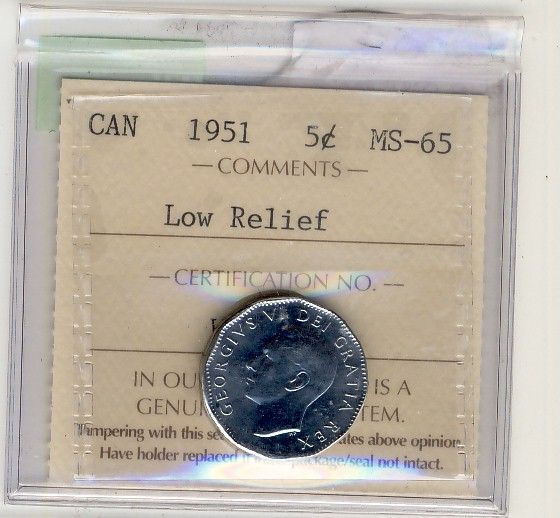 CAN 1951 5¢ MS-65
— COMMENTS —
Low Relief
— CERTIFICATION NO. —
GEORGIVS VI DEI GRATIA REX
IN OU IS A
GENUI TEM.
Tampering with this se tes above opinion.
Have holder replaced package/seal not intact.